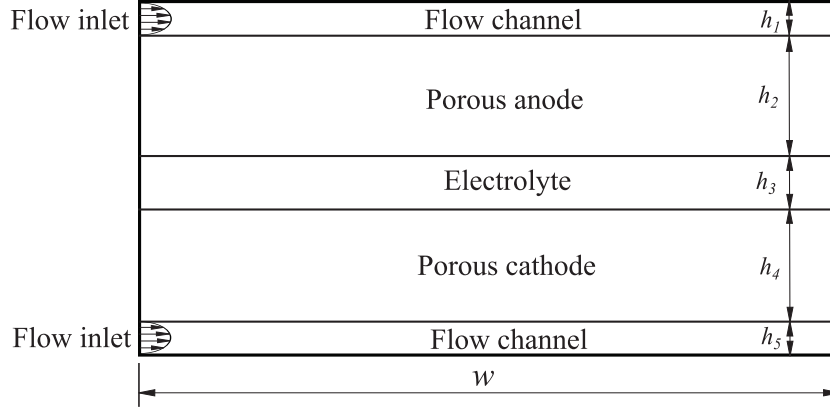 Flow inlet Flow channel h₁
Porous anode h₂
Electrolyte h₃
Porous cathode h₄
Flow inlet Flow channel h₅
w